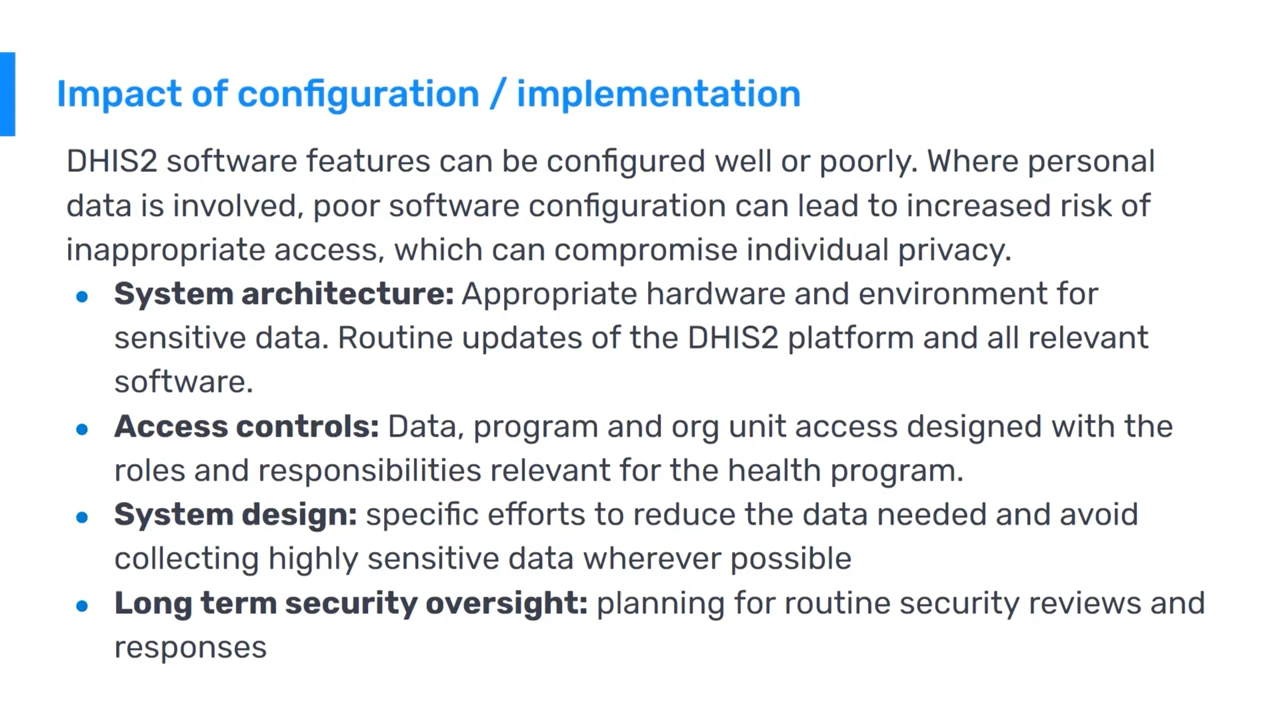 Impact of configuration / implementation
DHIS2 software features can be configured well or poorly. Where personal
data is involved, poor software configuration can lead to increased risk of
inappropriate access, which can compromise individual privacy.
• System architecture: Appropriate hardware and environment for
sensitive data. Routine updates of the DHIS2 platform and all relevant
software.
• Access controls: Data, program and org unit access designed with the
roles and responsibilities relevant for the health program.
• System design: specific efforts to reduce the data needed and avoid
collecting highly sensitive data wherever possible
• Long term security oversight: planning for routine security reviews and
responses